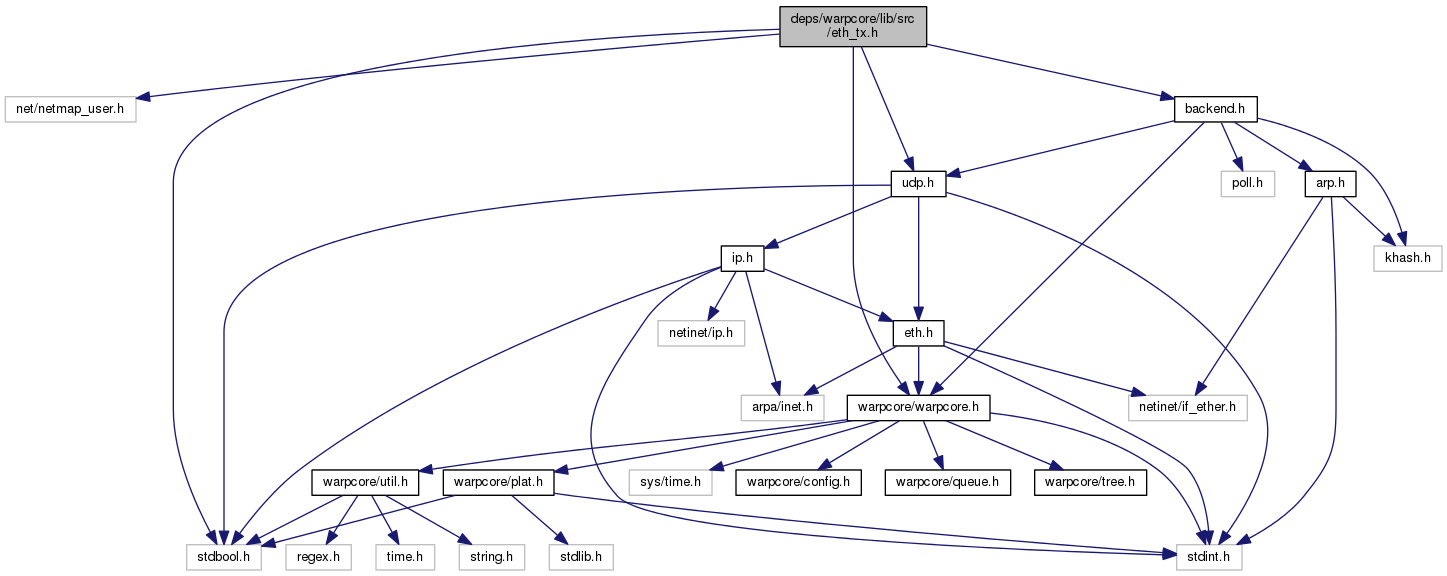 deps/warpcore/lib/src
/eth_tx.h
net/netmap_user.h
backend.h
udp.h
poll.h
arp.h
ip.h
khash.h
netinet/ip.h
eth.h
arpa/inet.h
warpcore/warpcore.h
netinet/if_ether.h
warpcore/util.h
warpcore/plat.h
sys/time.h
warpcore/config.h
warpcore/queue.h
warpcore/tree.h
stdbool.h
regex.h
time.h
string.h
stdlib.h
stdint.h